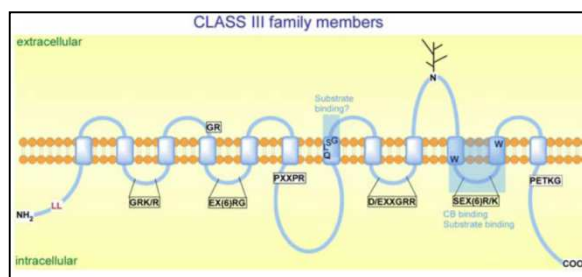 CLASS III family members
extracellular
N
Substrate
binding?
GR
QLSG
W
W
PXXPR
PETKG
LL
GRK/R
EX(6)RG
D/EXXGRR
SEX(6)R/K
NH2
CB binding
Substrate binding
intracellular
COO